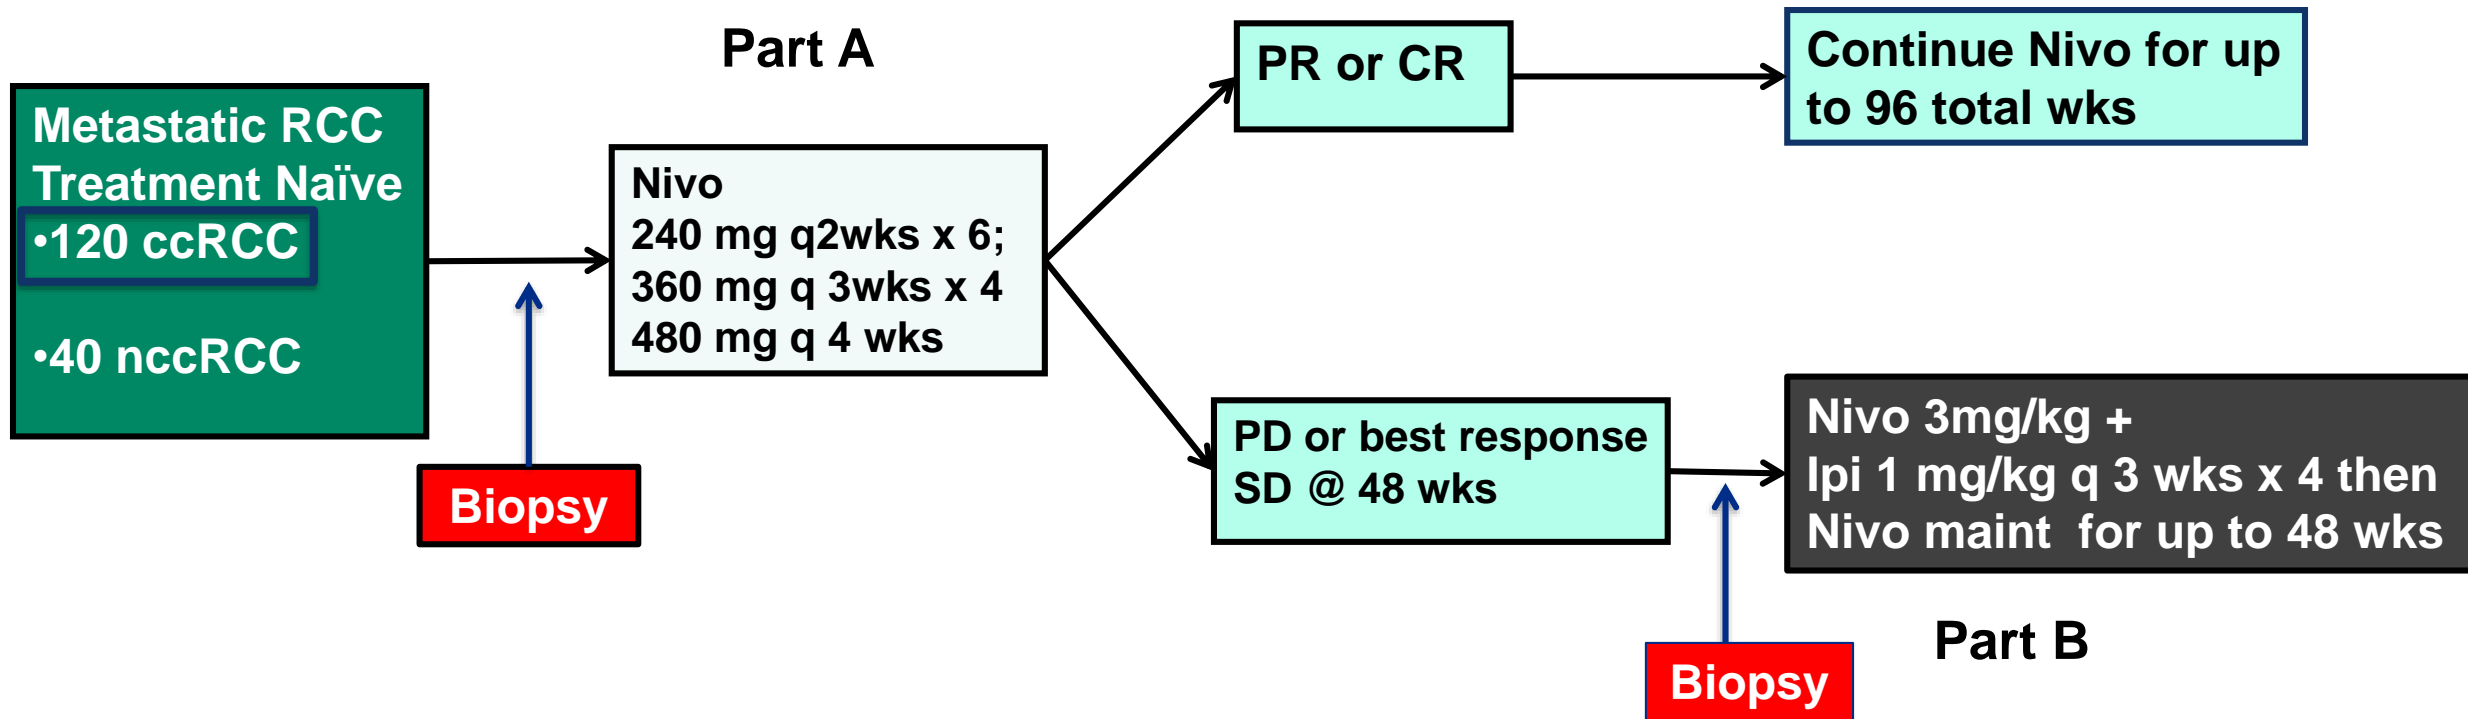 Part A
Metastatic RCC
Treatment Naïve
•120 ccRCC
•40 nccRCC
Biopsy
Nivo
240 mg q2wks x 6;
360 mg q 3wks x 4
480 mg q 4 wks
PR or CR
Continue Nivo for up
to 96 total wks
PD or best response
SD @ 48 wks
Biopsy
Nivo 3mg/kg +
Ipi 1 mg/kg q 3 wks x 4 then
Nivo maint  for up to 48 wks
Part B